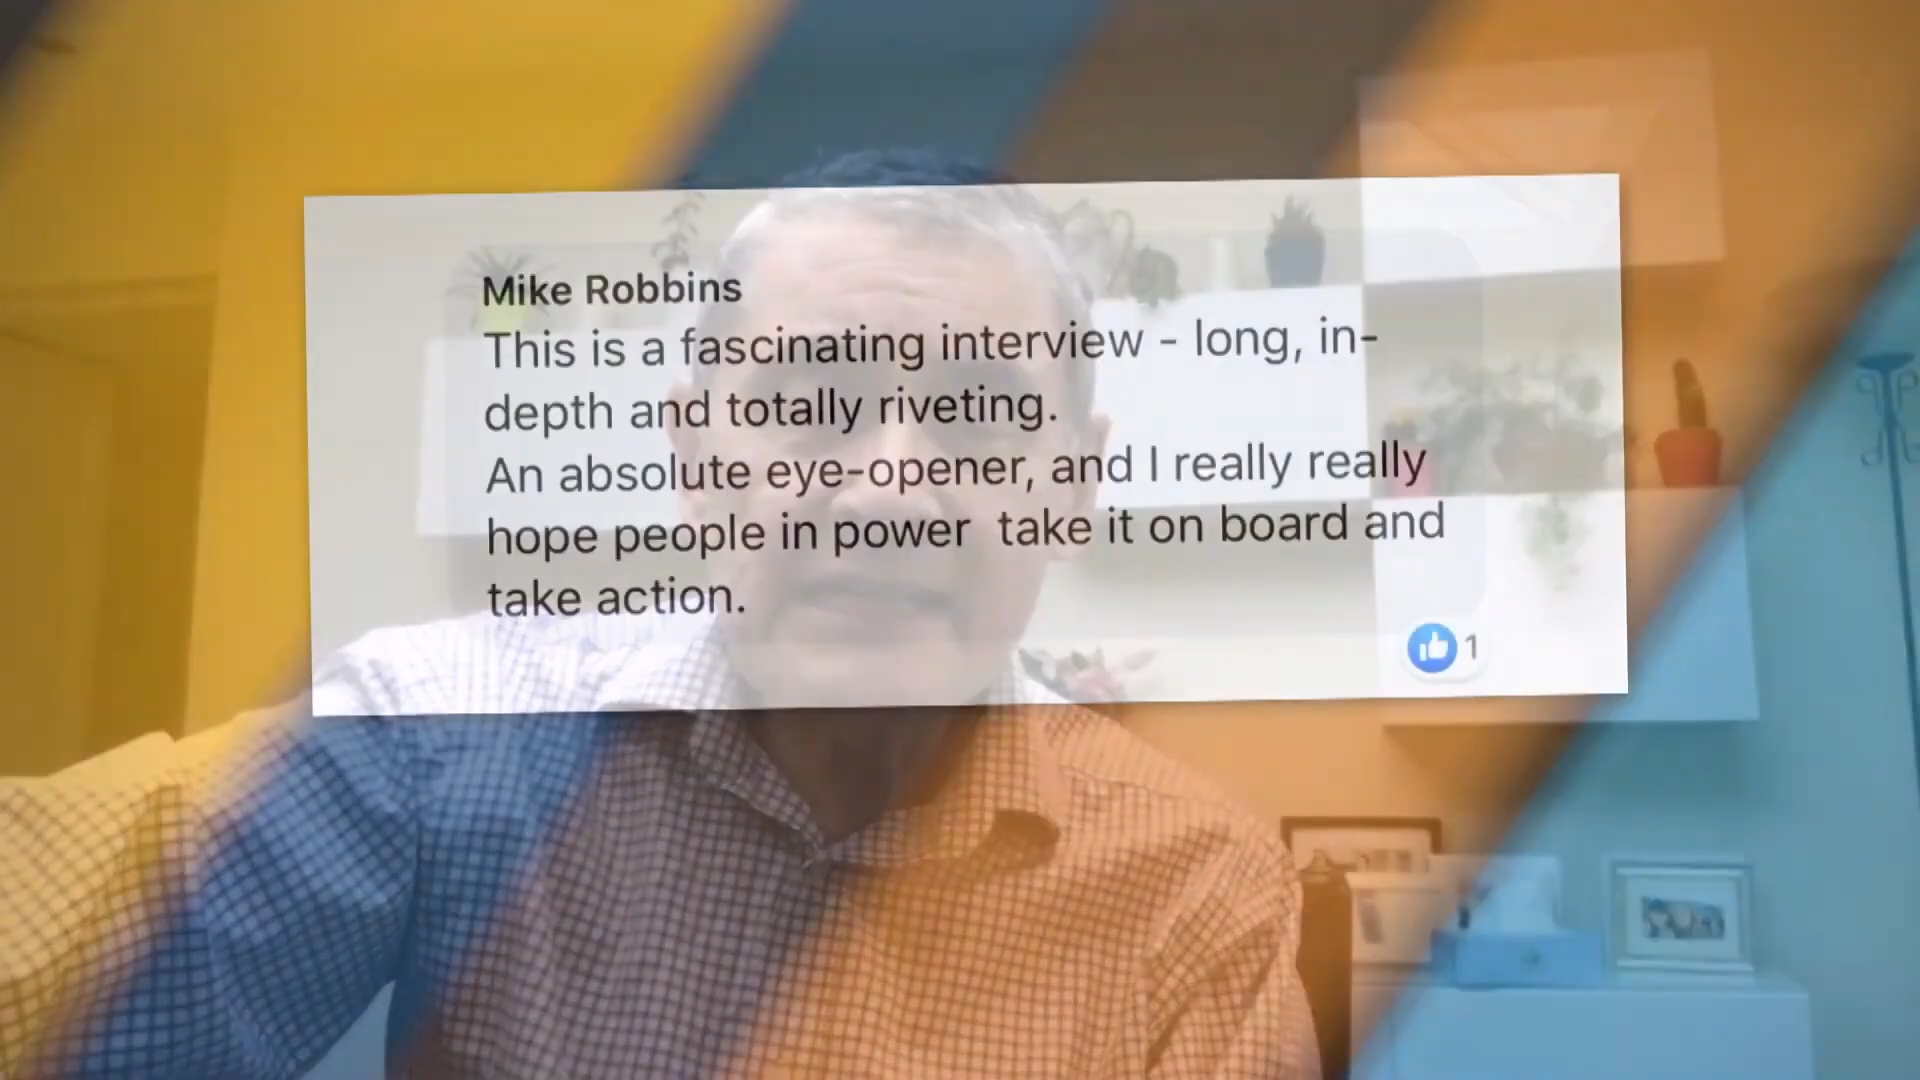 Mike Robbins
This is a fascinating interview - long, in-
depth and totally riveting.
An absolute eye-opener, and I really really
hope people in power take it on board and
take action.
1